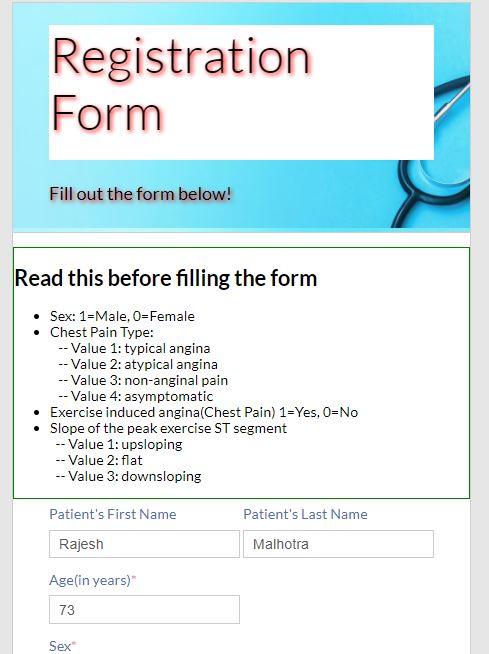 Registration
Form
Fill out the form below!
Read this before filling the form
Sex: 1=Male, 0=Female
Chest Pain Type:
-- Value 1: typical angina
-- Value 2: atypical angina
-- Value 3: non-anginal pain
-- Value 4: asymptomatic
Exercise induced angina(Chest Pain) 1=Yes, 0=No
Slope of the peak exercise ST segment
-- Value 1: upsloping
-- Value 2: flat
-- Value 3: downsloping
Patient's First Name Patient's Last Name
Rajesh Malhotra
Age(in years)*
73
Sex*